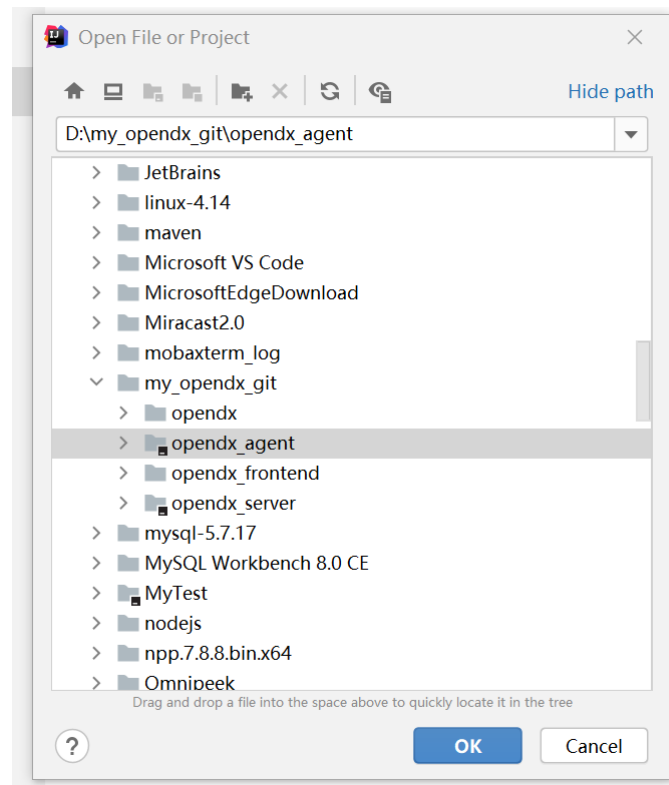 Open File or Project
Hide path
D:\my_opendx_git\opendx_agent
JetBrains
linux-4.14
maven
Microsoft VS Code
MicrosoftEdgeDownload
Miracast2.0
mobaxterm_log
my_opendx_git
opendx
opendx_agent
opendx_frontend
opendx_server
mysql-5.7.17
MySQL Workbench 8.0 CE
MyTest
nodejs
npp.7.8.8.bin.x64
Omnipeek
Drag and drop a file into the space above to quickly locate it in the tree
?
OK
Cancel